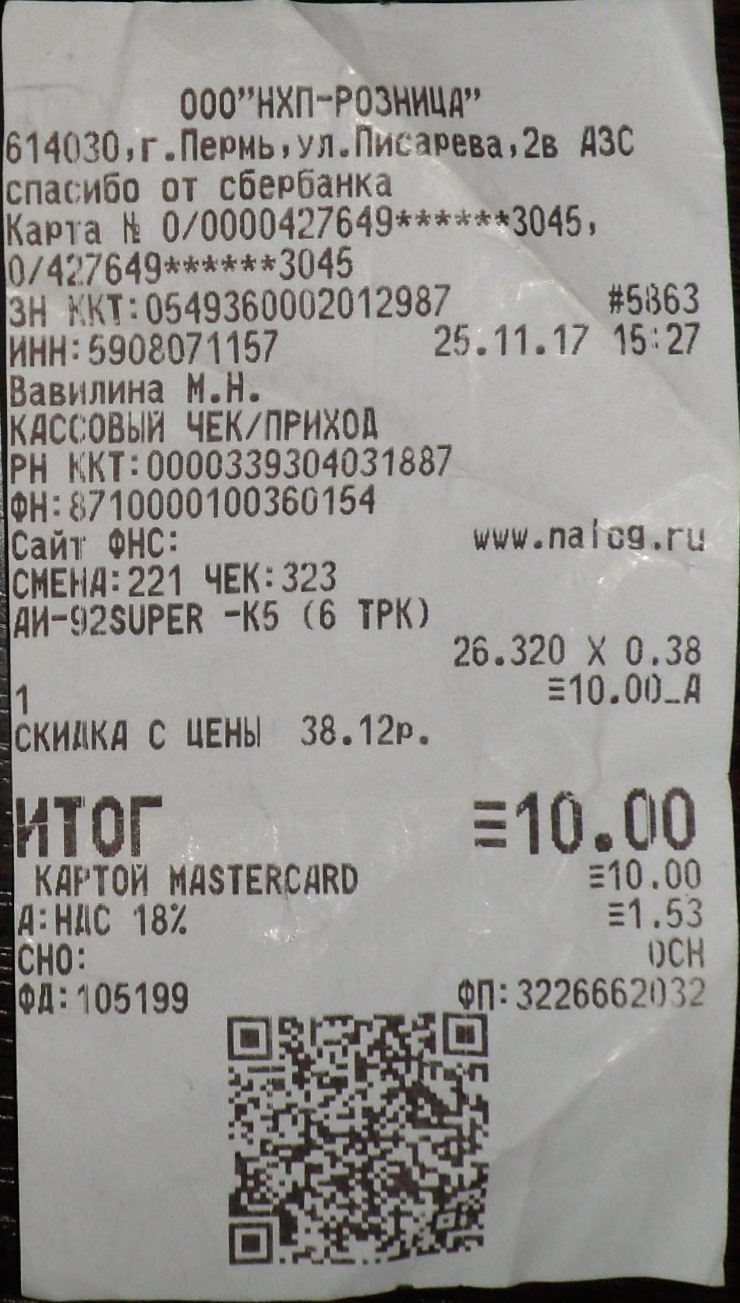 ООО"НХП-РОЗНИЦА"
614030,г.Пермь,ул.Писарева,2в АЗС
спасибо от сбербанка
Карта № 0/0000427649******3045,
0/427649******3045
ЗН ККТ:0549360002012987 #5863
ИНН:5908071157 25.11.17 15:27
Вавилина М.Н.
КАССОВЫЙ ЧЕК/ПРИХОД
РН ККТ:0000339304031887
ФН:8710000100360154
Сайт ФНС: www.nalog.ru
СМЕНА:221 ЧЕК:323
АИ-92SUPER -К5 (6 ТРК)
26.320 X 0.38
1 ≡10.00_А
СКИДКА С ЦЕНЫ 38.12р.
ИТОГ ≡10.00
КАРТОЙ MASTERCARD ≡10.00
А:НДС 18% ≡1.53
СНО: ОСН
ФД:105199 ФП:3226662032